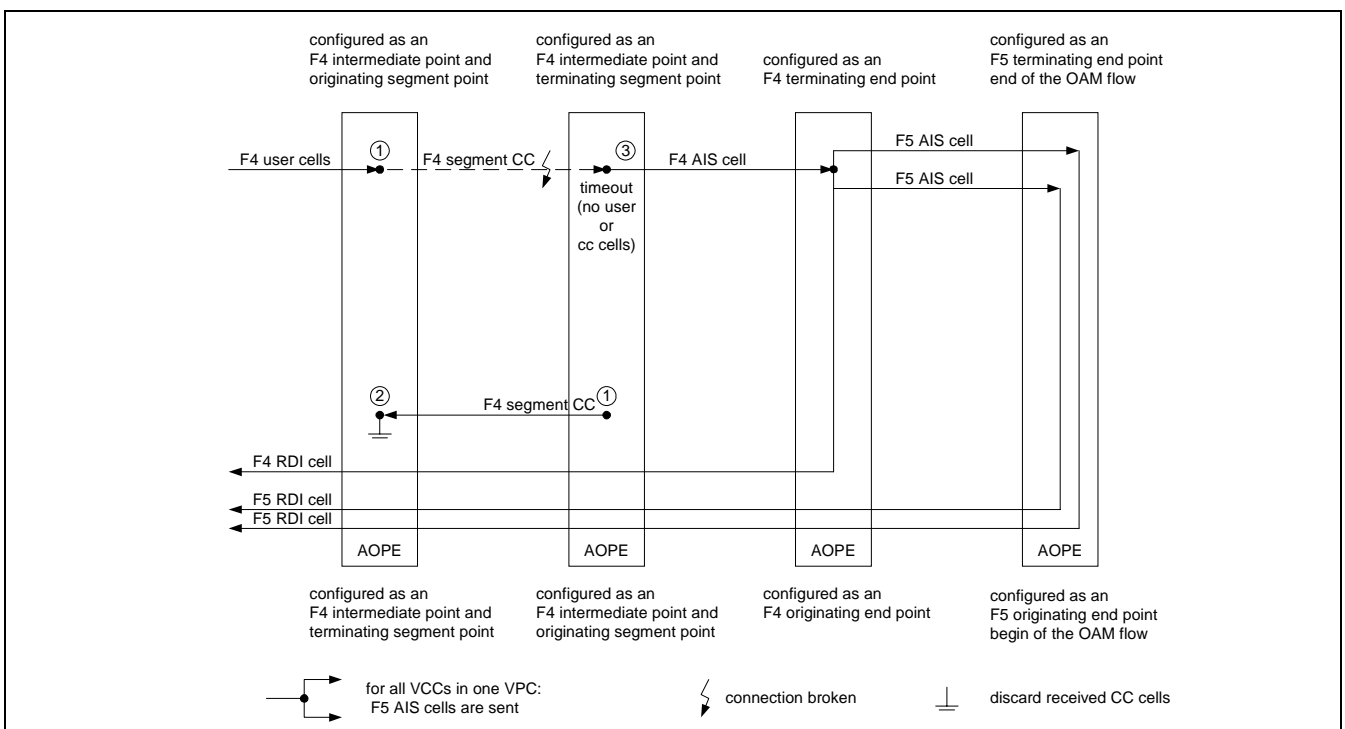 configured as an
F4 intermediate point and
originating segment point
configured as an
F4 intermediate point and
terminating segment point
configured as an
F4 terminating end point
configured as an
F5 terminating end point
end of the OAM flow
F4 user cells
1
F4 segment CC
3
F4 AIS cell
F5 AIS cell
F5 AIS cell
timeout
(no user
or
cc cells)
2
F4 segment CC
1
F4 RDI cell
F5 RDI cell
F5 RDI cell
AOPE
AOPE
AOPE
AOPE
configured as an
F4 intermediate point and
terminating segment point
configured as an
F4 intermediate point and
originating segment point
configured as an
F4 originating end point
configured as an
F5 originating end point
begin of the OAM flow
for all VCCs in one VPC:
F5 AIS cells are sent
connection broken
discard received CC cells